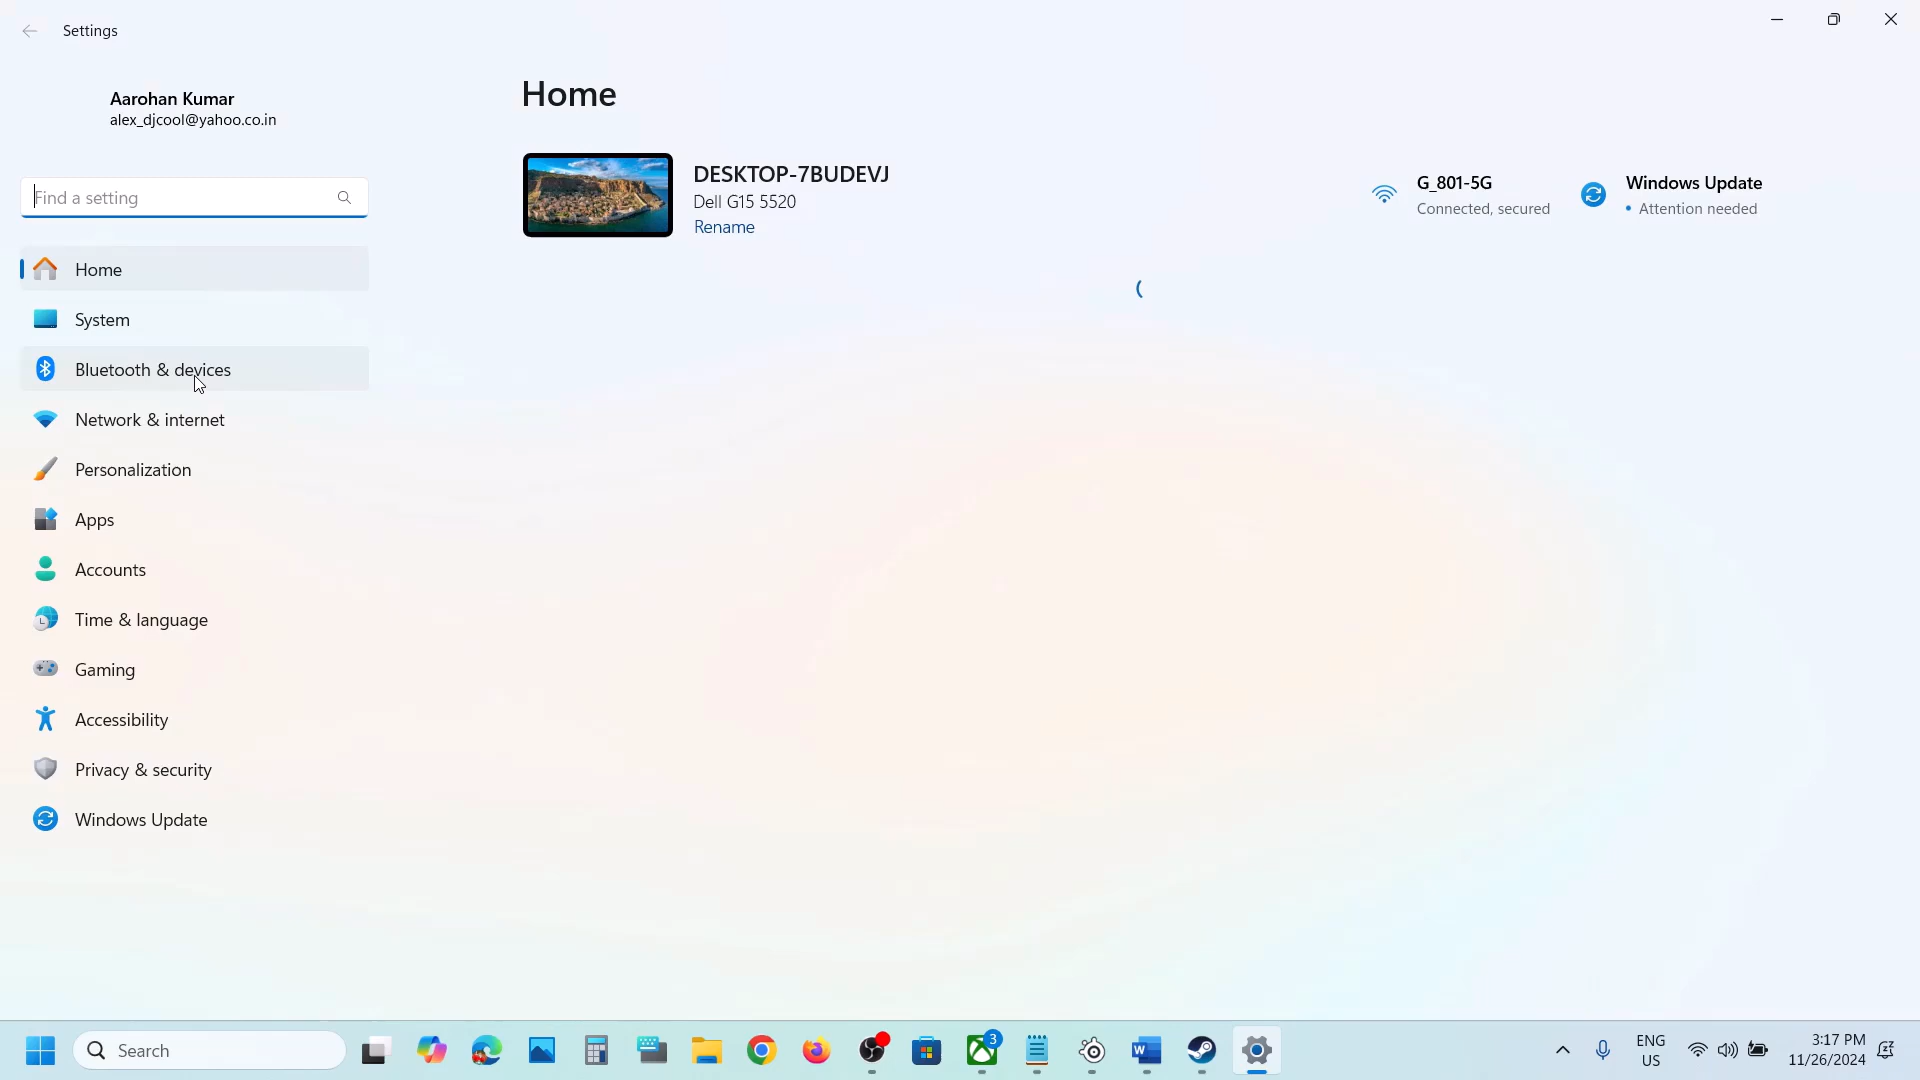 Settings
Aarohan Kumar
alex_djcool@yahoo.co.in
Find a setting
Home
System
Bluetooth & devices
Network & internet
Personalization
Apps
Accounts
Time & language
Gaming
Accessibility
Privacy & security
Windows Update
Home
DESKTOP-7BUDEVJ
Dell G15 5520
Rename
G_801-5G
Connected, secured
Windows Update
• Attention needed
Search
3
ENG
US
3:17 PM
11/26/2024